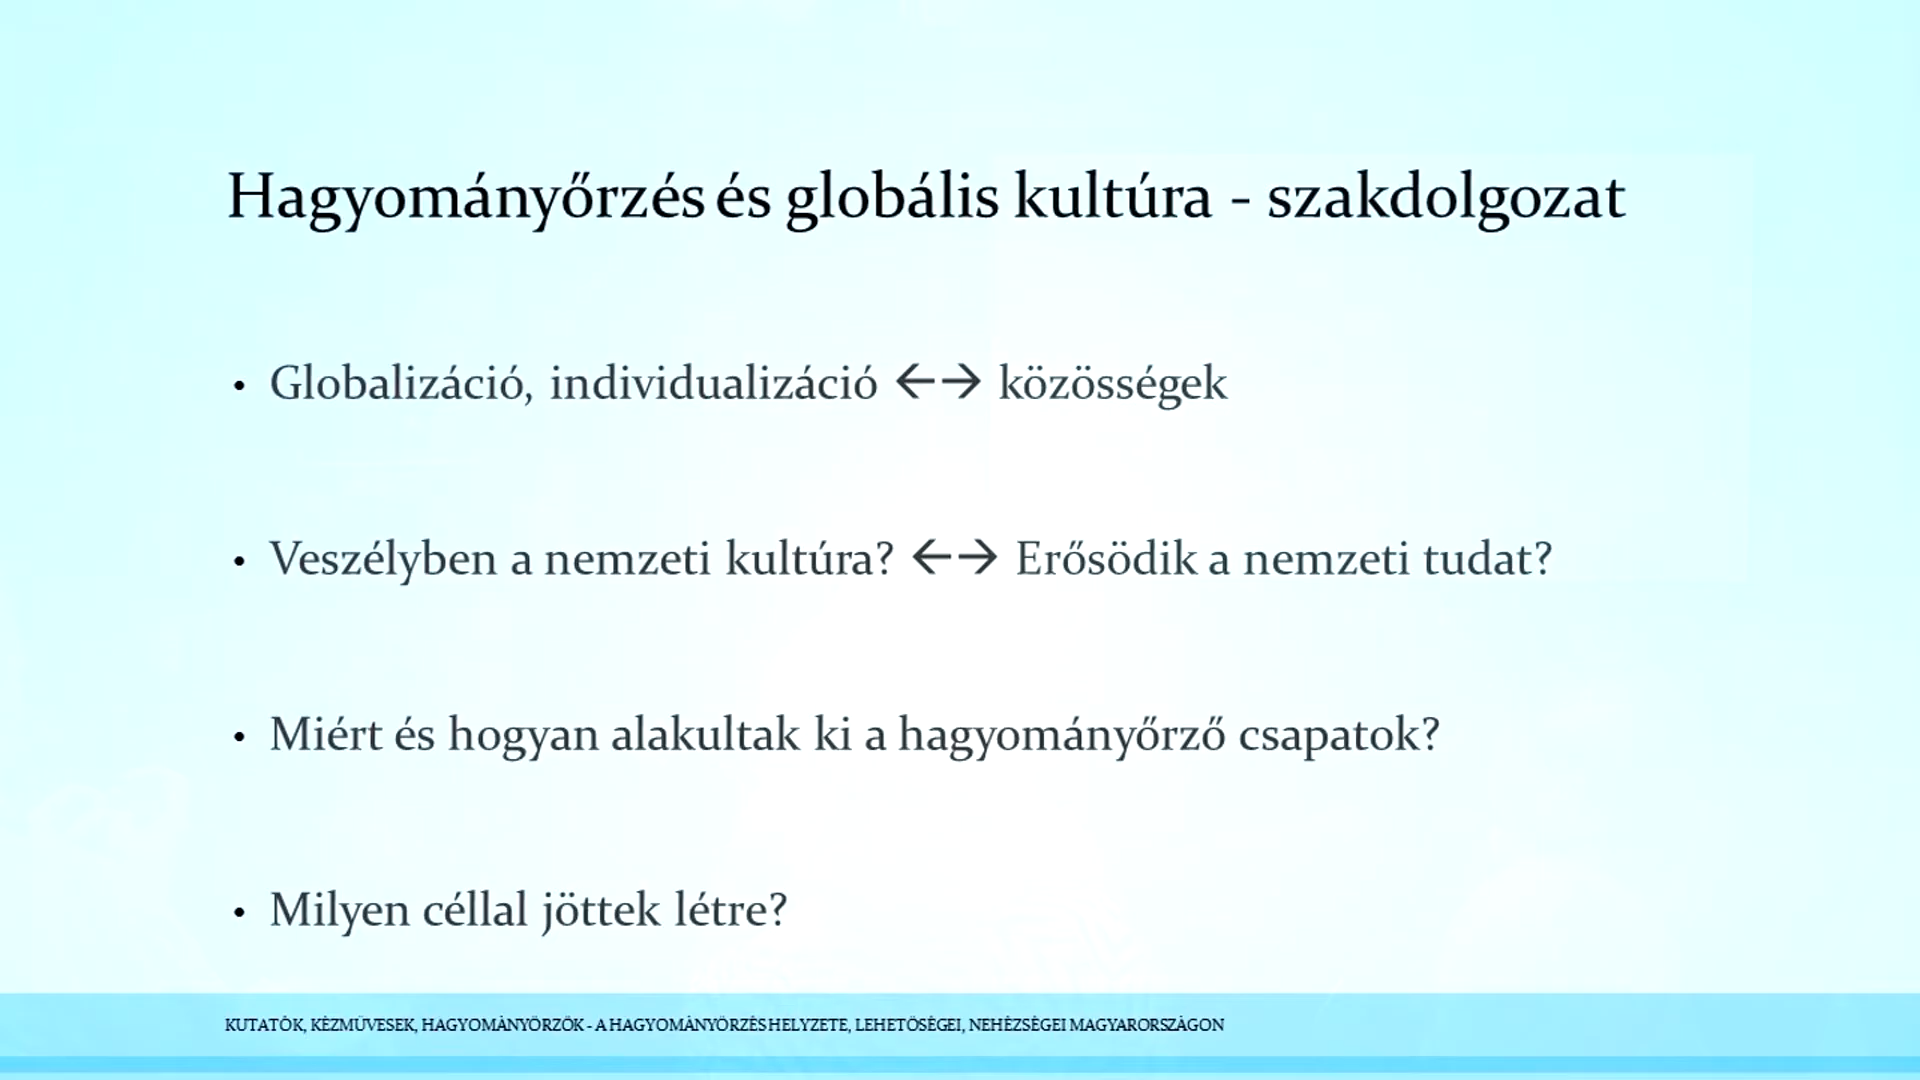 Hagyományőrzés és globális kultúra - szakdolgozat
• Globalizáció, individualizáció ←→ közösségek
• Veszélyben a nemzeti kultúra? ←→ Erősödik a nemzeti tudat?
• Miért és hogyan alakultak ki a hagyományőrző csapatok?
• Milyen céllal jöttek létre?
KUTATÓK, KÉZMŰVESEK, HAGYOMÁNYŐRZŐK - A HAGYOMÁNYŐRZÉS HELYZETE, LEHETŐSÉGEI, NEHÉZSÉGEI MAGYARORSZÁGON